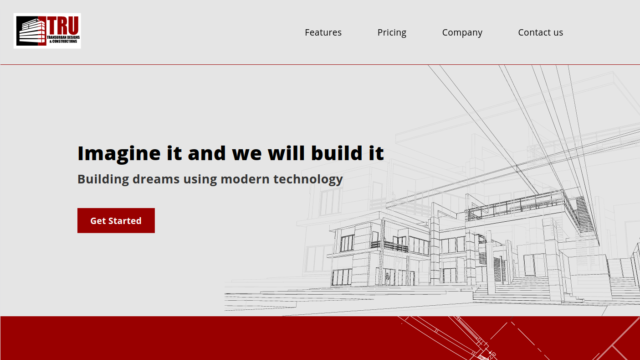 TRU
TRANSURBAN DESIGNS
& CONSTRUCTIONS
Features
Pricing
Company
Contact us
Imagine it and we will build it
Building dreams using modern technology
Get Started